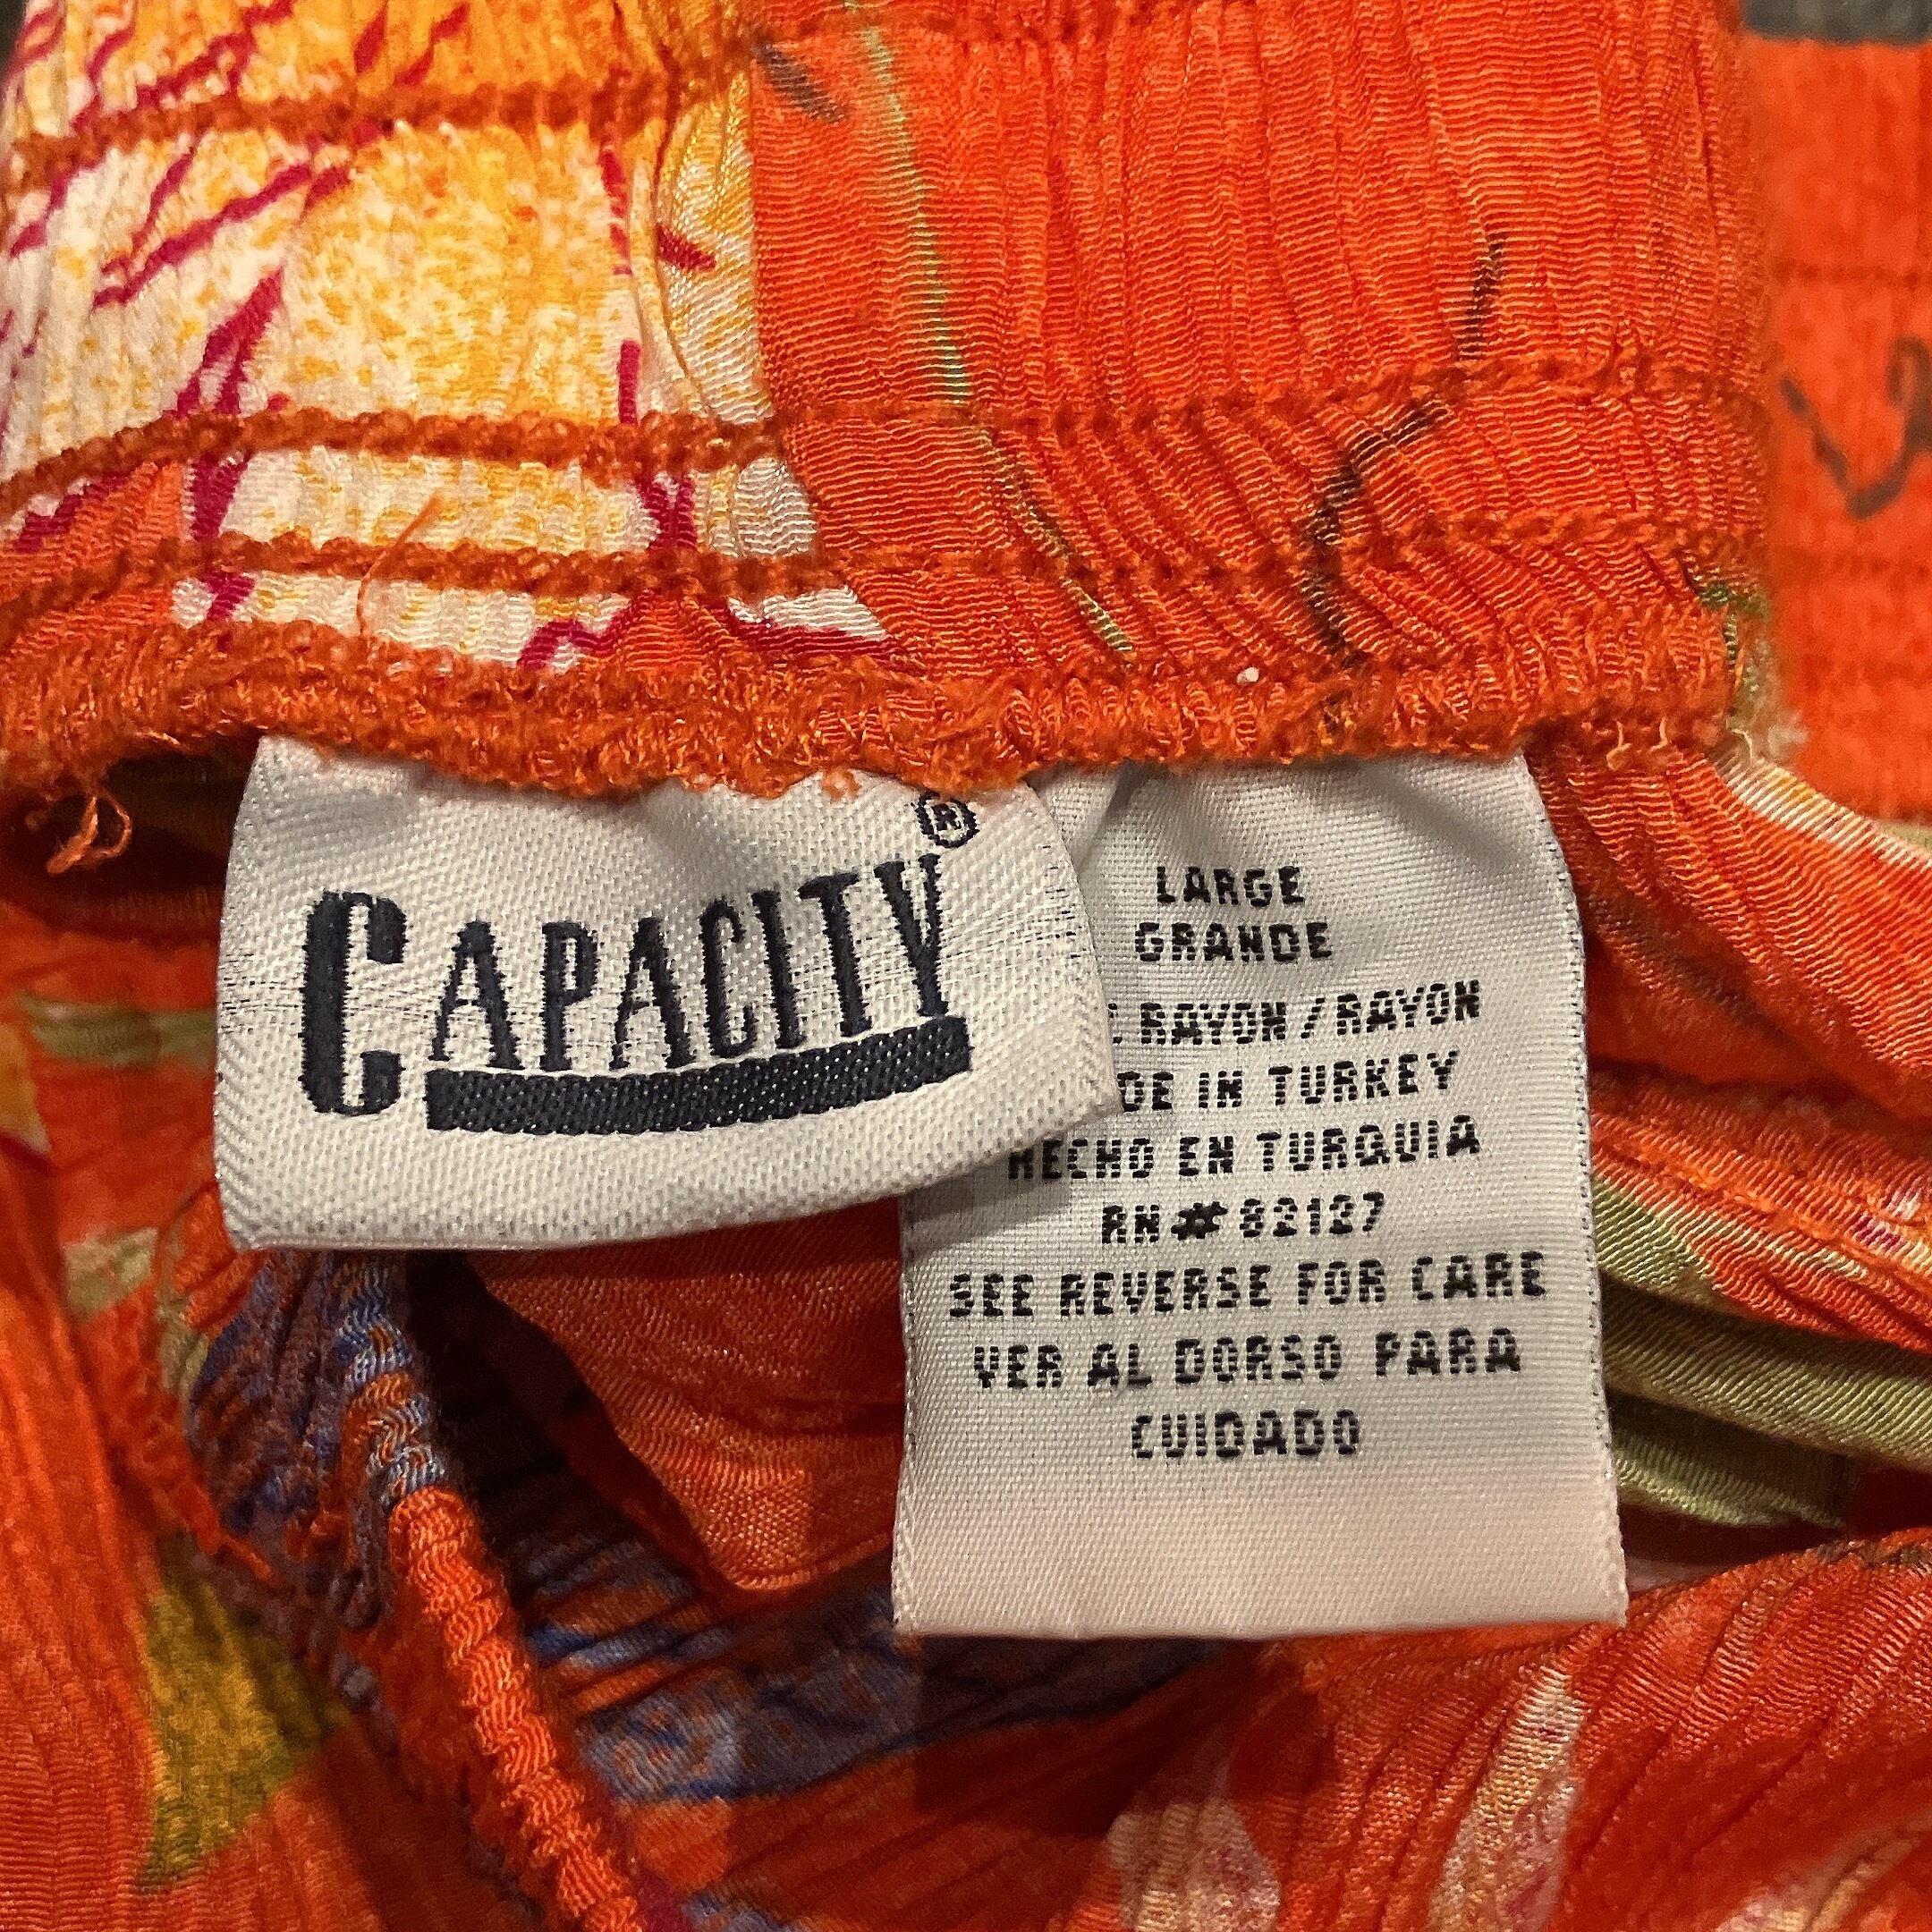 CAPACITY®
LARGE
GRANDE
RAYON / RAYON
IN TURKEY
HECHO EN TURQUIA
RN # 82127
SEE REVERSE FOR CARE
VER AL DORSO PARA
CUIDADO